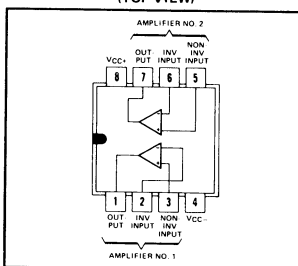 (TOP VIEW)
AMPLIFIER NO. 2
VCC+
OUT PUT
INV INPUT
NON INV INPUT
8 7 6 5
1 2 3 4
OUT PUT
INV INPUT
NON INV INPUT
VCC-
AMPLIFIER NO. 1